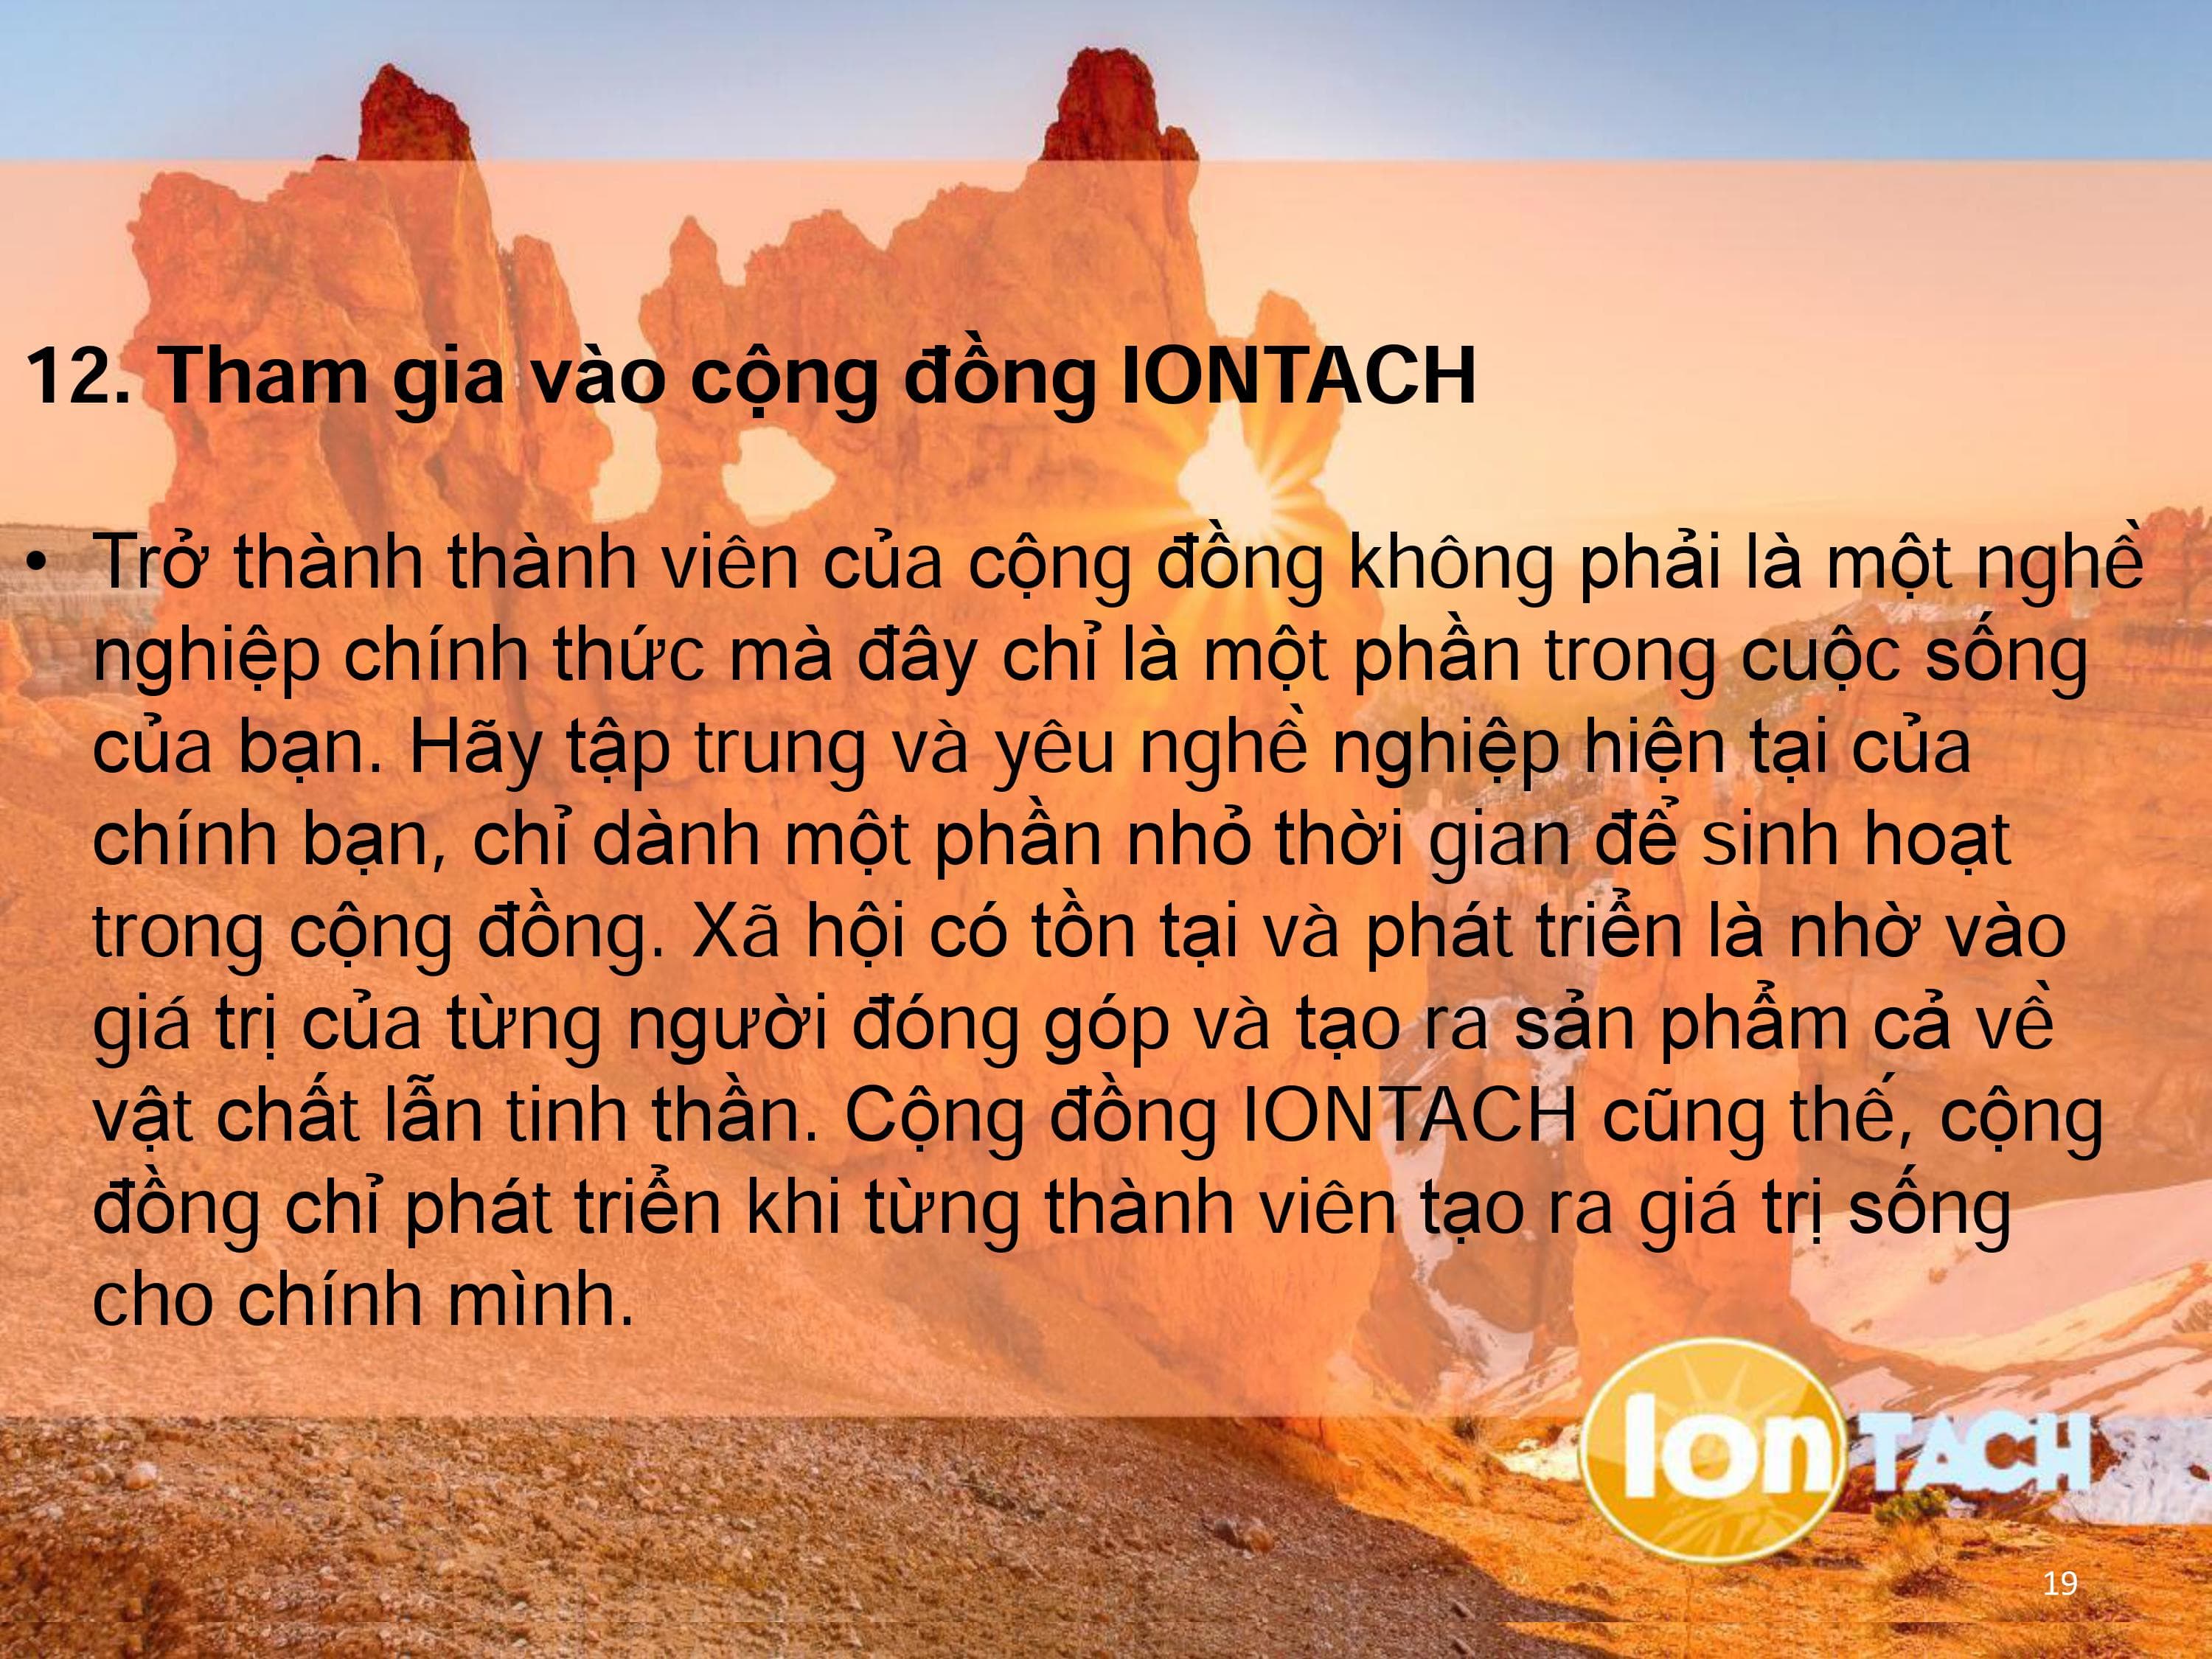 12. Tham gia vào cộng đồng IONTACH
• Trở thành thành viên của cộng đồng không phải là một nghề
nghiệp chính thức mà đây chỉ là một phần trong cuộc sống
của bạn. Hãy tập trung và yêu nghề nghiệp hiện tại của
chính bạn, chỉ dành một phần nhỏ thời gian để sinh hoạt
trong cộng đồng. Xã hội có tồn tại và phát triển là nhờ vào
giá trị của từng người đóng góp và tạo ra sản phẩm cả về
vật chất lẫn tinh thần. Cộng đồng IONTACH cũng thế, cộng
đồng chỉ phát triển khi từng thành viên tạo ra giá trị sống
cho chính mình.
Ion TACH
19